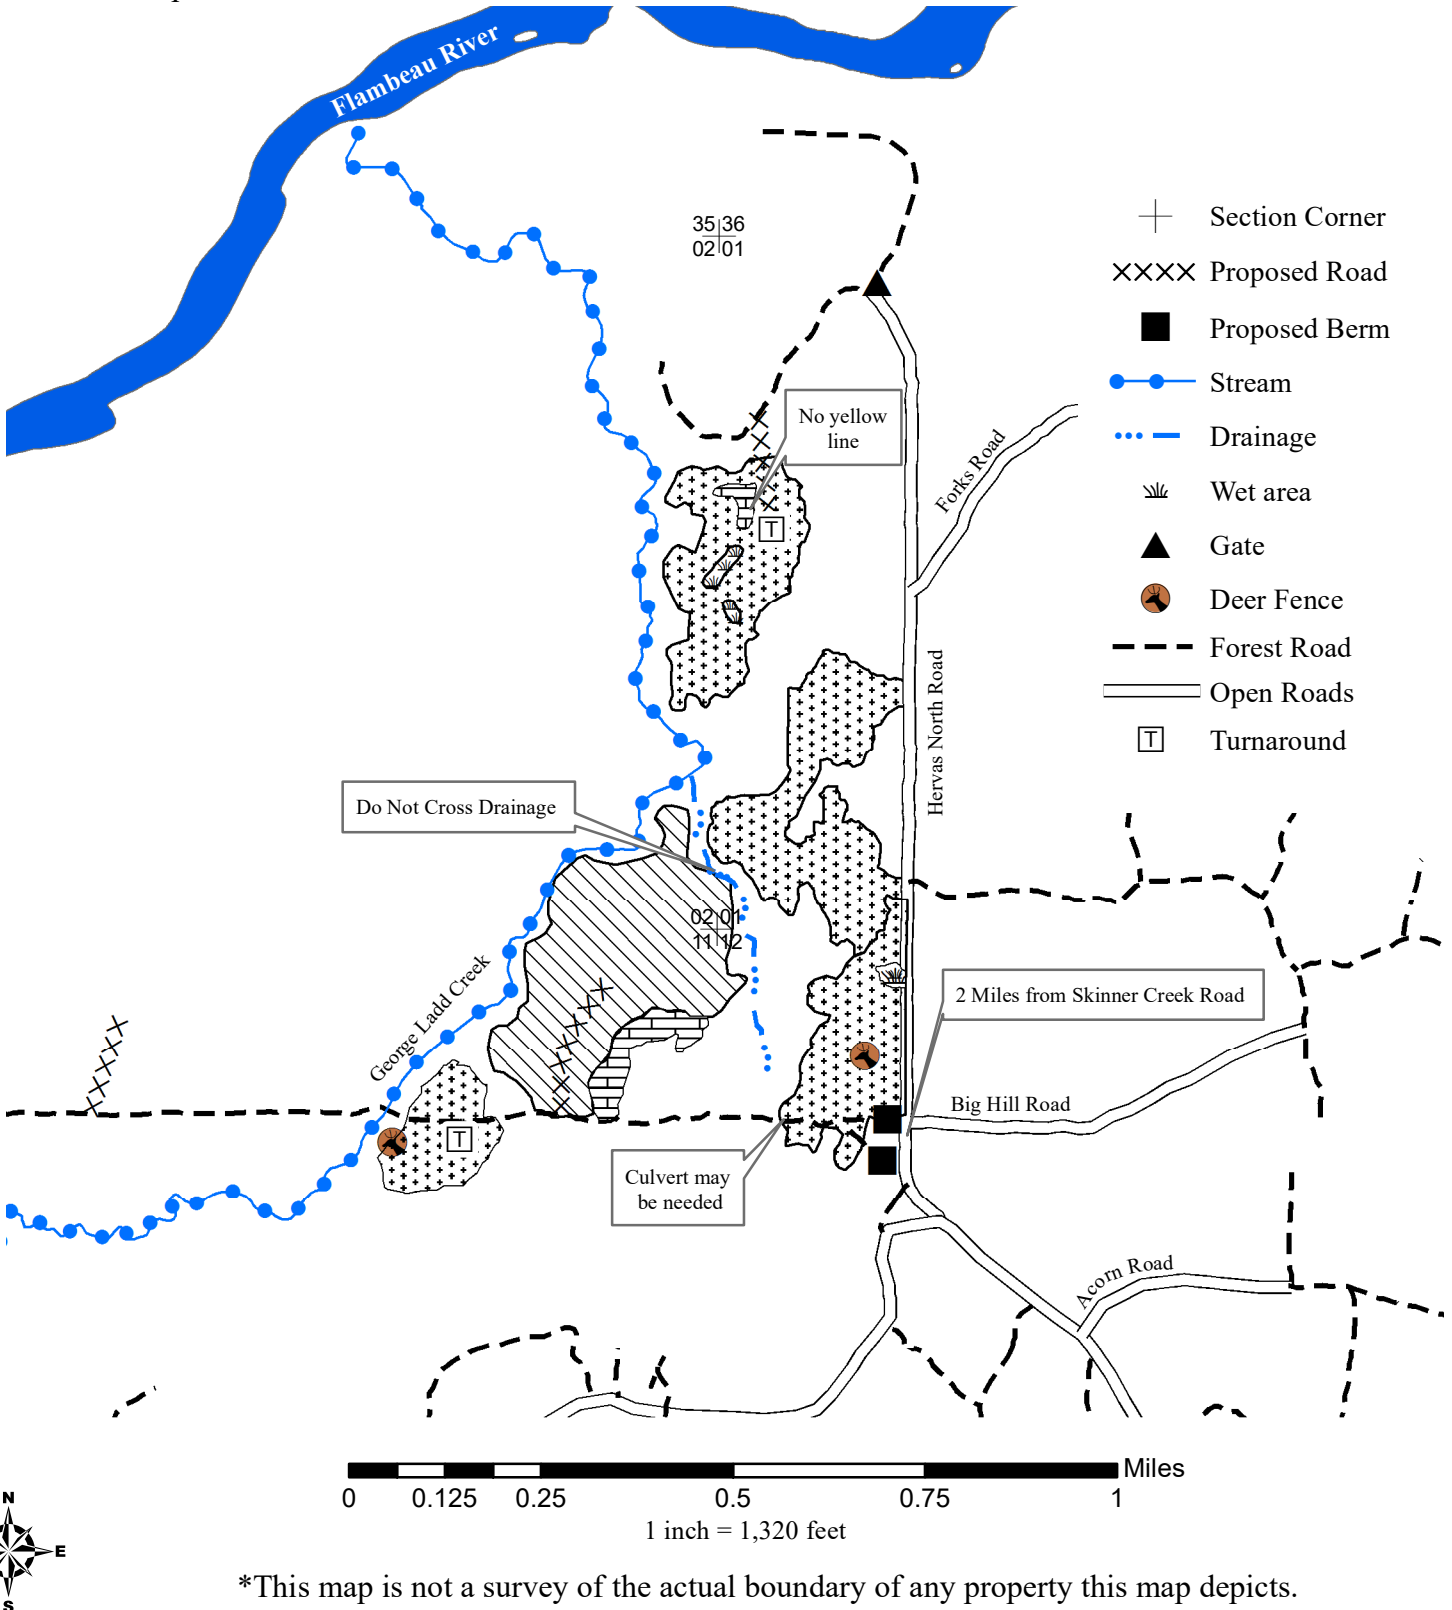 Flambeau River
35 36
02 01
Section Corner
Proposed Road
Proposed Berm
Stream
Drainage
Wet area
Gate
Deer Fence
Forest Road
Open Roads
T Turnaround
No yellow
line
T
Forks Road
Hervas North Road
Do Not Cross Drainage
02 01
11 12
George Ladd Creek
2 Miles from Skinner Creek Road
Big Hill Road
T
Culvert may
be needed
Acorn Road
Miles
0 0.125 0.25 0.5 0.75 1
1 inch = 1,320 feet
N
E
S
*This map is not a survey of the actual boundary of any property this map depicts.